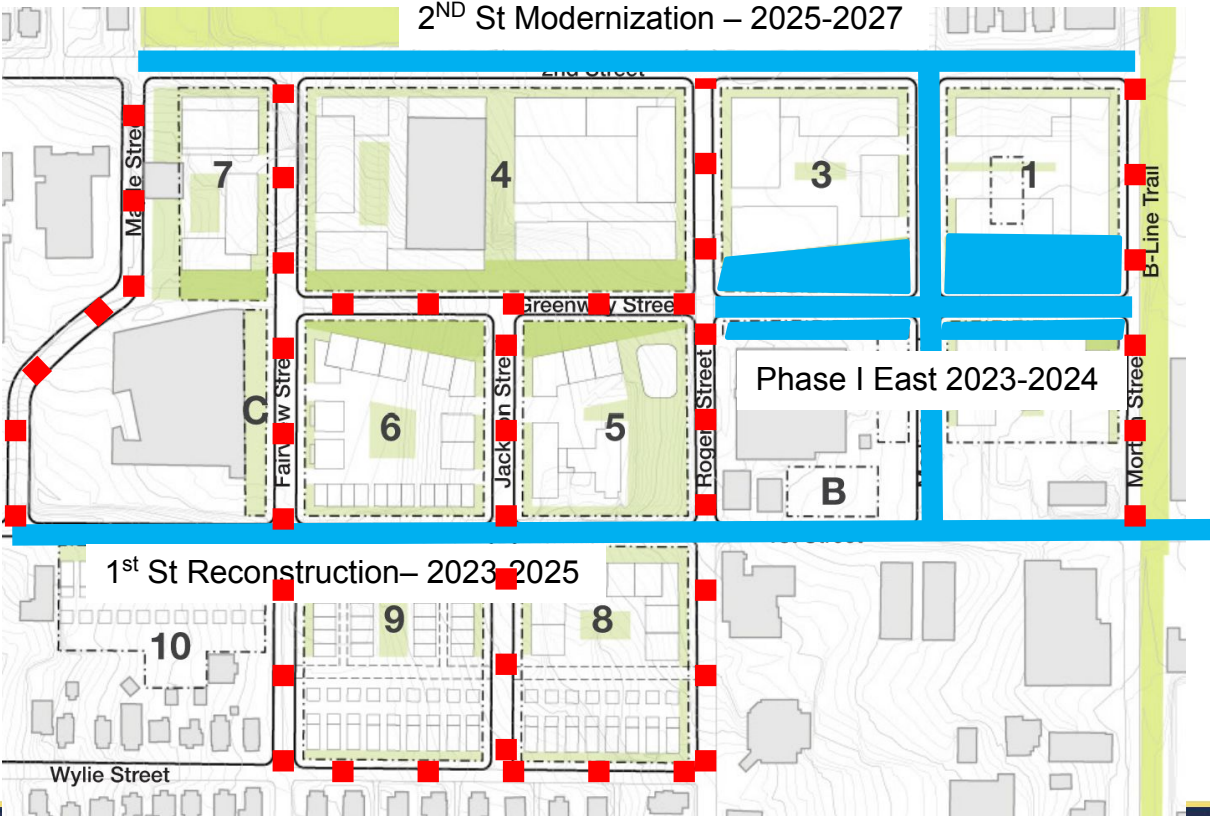 2ND St Modernization – 2025-2027
2nd Street
7
4
3
1
B-Line Trail
Greenway Street
Phase I East 2023-2024
C
6
5
Street
B
1st St Reconstruction– 2023-2025
10
9
8
Wylie Street